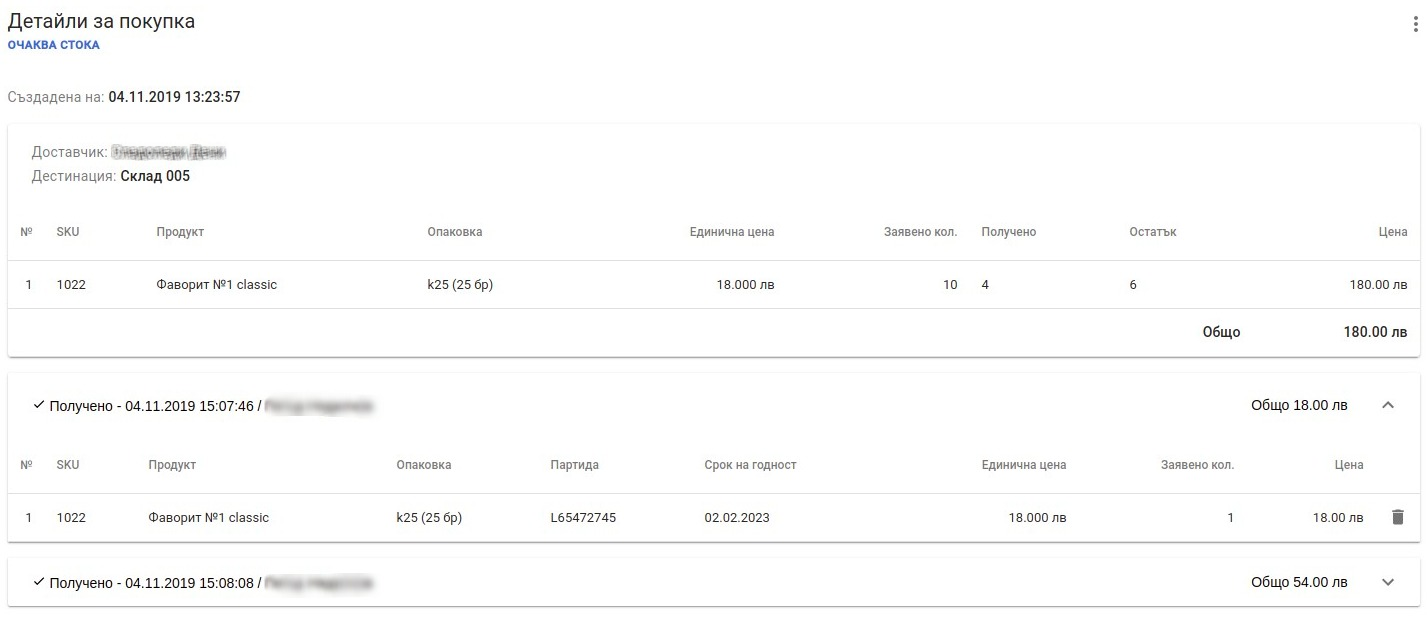 Детайли за покупка
ОЧАКВА СТОКА
Създадена на: 04.11.2019 13:23:57
Доставчик:
Дестинация: Склад 005
№ SKU Продукт Опаковка Единична цена Заявено кол. Получено Остатък Цена
1 1022 Фаворит №1 classic k25 (25 бр) 18.000 лв 10 4 6 180.00 лв
Общо 180.00 лв
Получено - 04.11.2019 15:07:46 / Общо 18.00 лв
№ SKU Продукт Опаковка Партида Срок на годност Единична цена Заявено кол. Цена
1 1022 Фаворит №1 classic k25 (25 бр) L65472745 02.02.2023 18.000 лв 1 18.00 лв
Получено - 04.11.2019 15:08:08 / Общо 54.00 лв